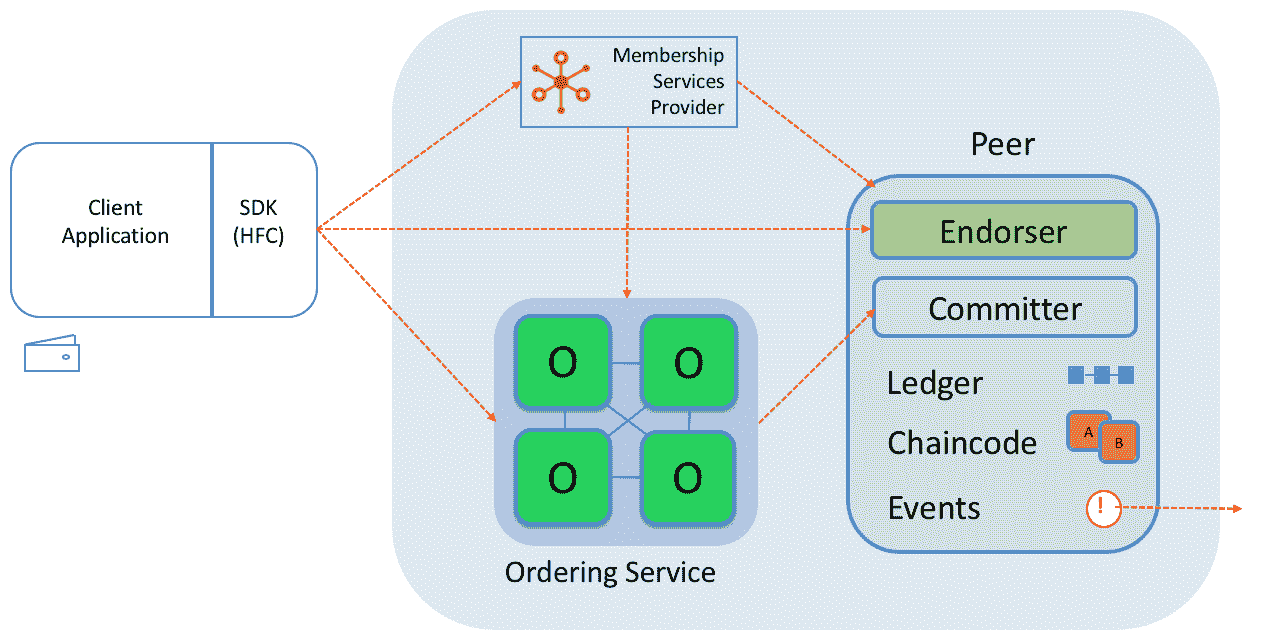 Membership
Services
Provider
Peer
Client
Application
SDK
(HFC)
Endorser
Committer
O
O
O
O
Ledger
Chaincode
A
B
Events
!
Ordering Service